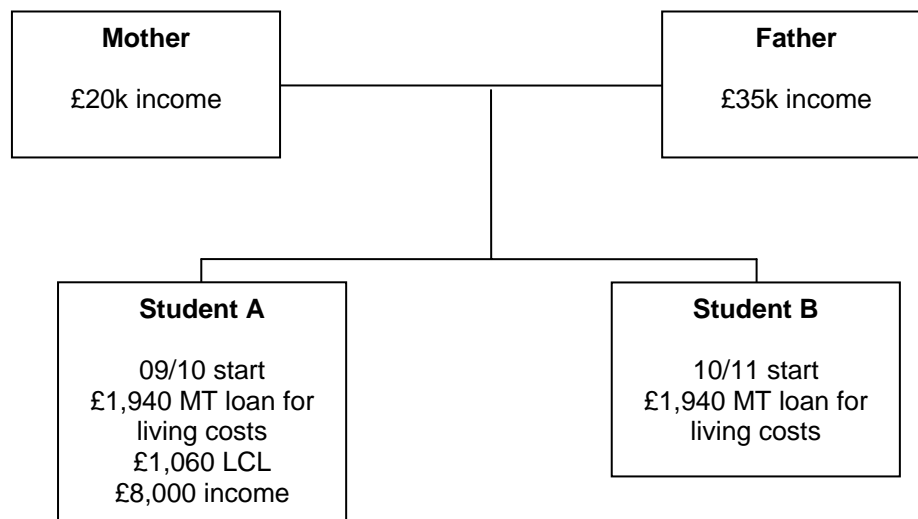 Mother
£20k income
Father
£35k income
Student A
09/10 start
£1,940 MT loan for
living costs
£1,060 LCL
£8,000 income
Student B
10/11 start
£1,940 MT loan for
living costs